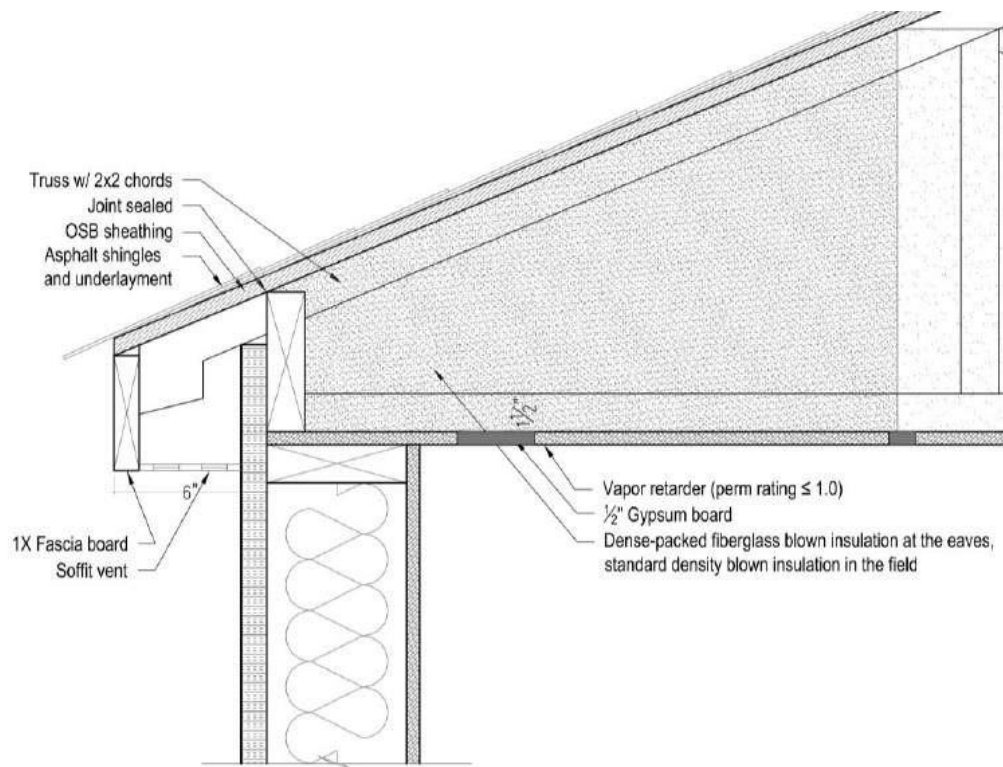 Truss w/ 2x2 chords
Joint sealed
OSB sheathing
Asphalt shingles
and underlayment
1½"
6"
Vapor retarder (perm rating ≤ 1.0)
½" Gypsum board
Dense-packed fiberglass blown insulation at the eaves,
standard density blown insulation in the field
1X Fascia board
Soffit vent